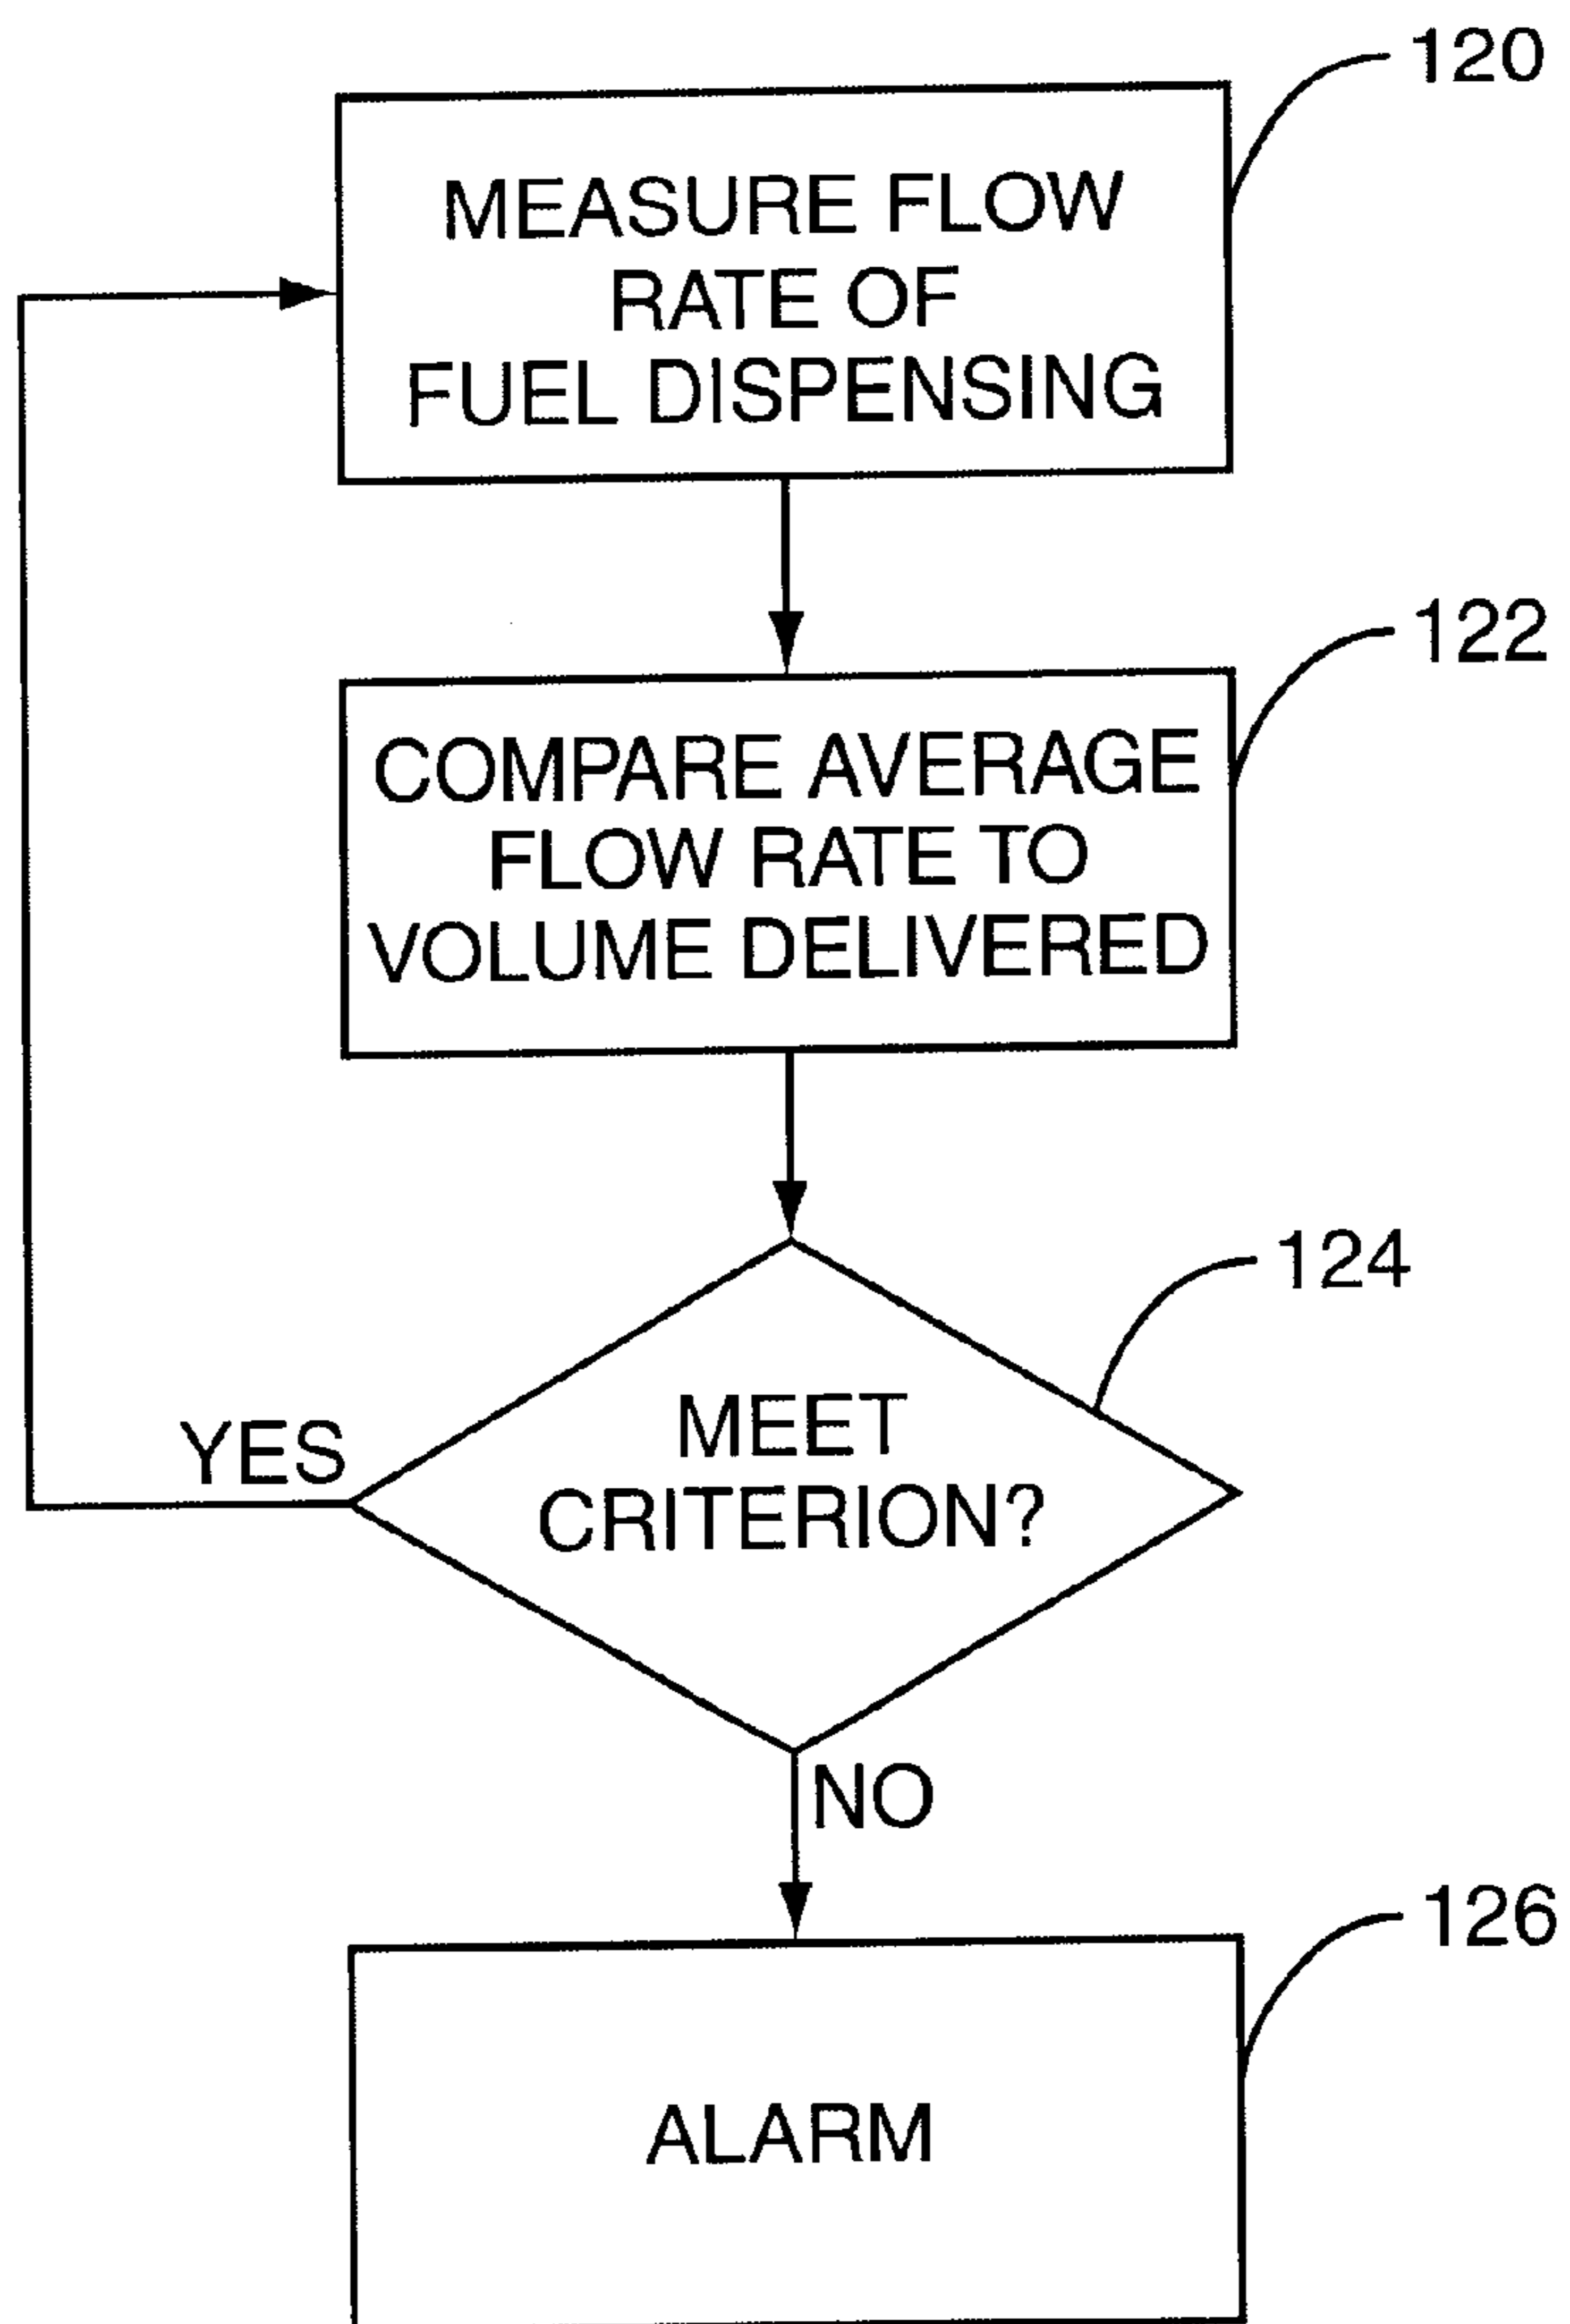 120
MEASURE FLOW
RATE OF
FUEL DISPENSING
122
COMPARE AVERAGE
FLOW RATE TO
VOLUME DELIVERED
124
MEET
CRITERION?
YES
NO
126
ALARM